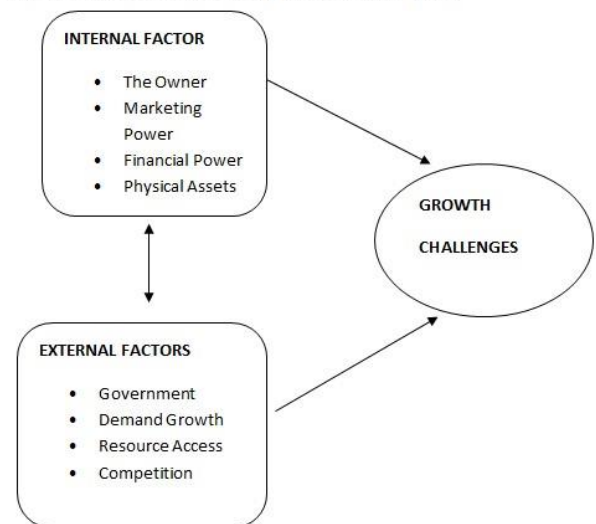 INTERNAL FACTOR
The Owner
Marketing
Power
Financial Power
Physical Assets
GROWTH
CHALLENGES
EXTERNAL FACTORS
Government
Demand Growth
Resource Access
Competition